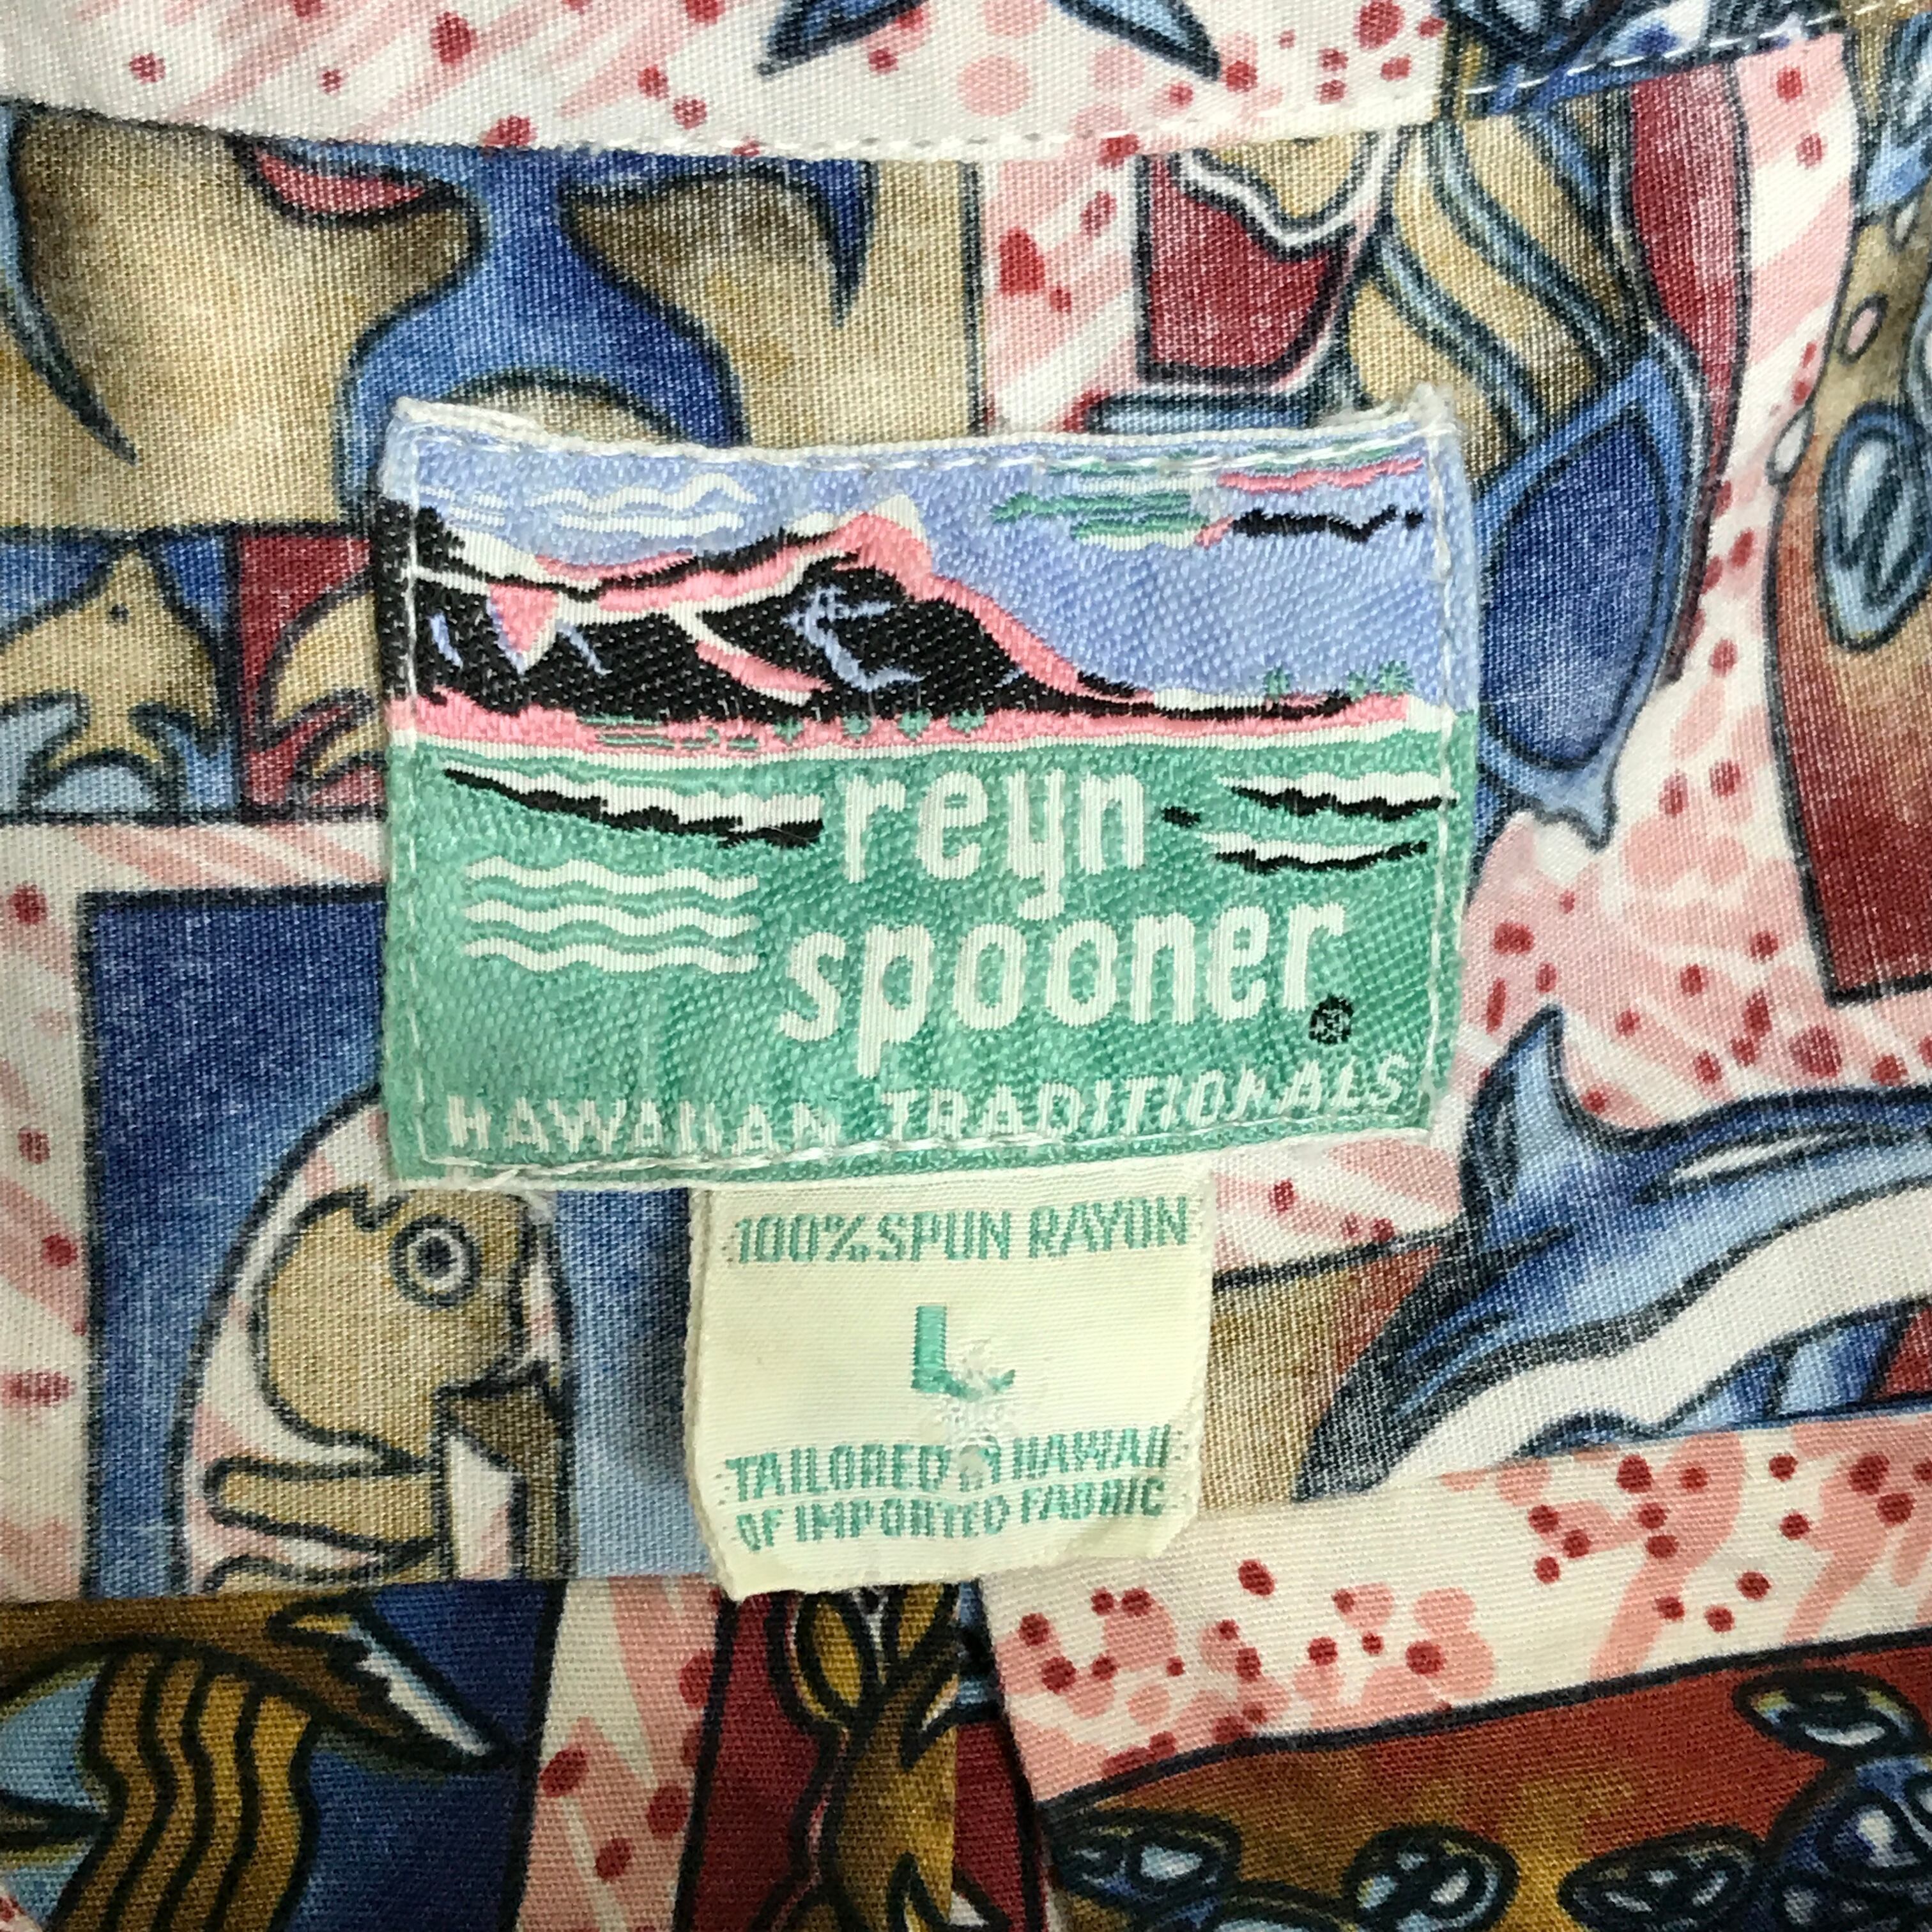 reyn
spooner®
HAWAIIAN TRADITIONALS
100% SPUN RAYON
L
TAILORED IN HAWAII
OF IMPORTED FABRIC